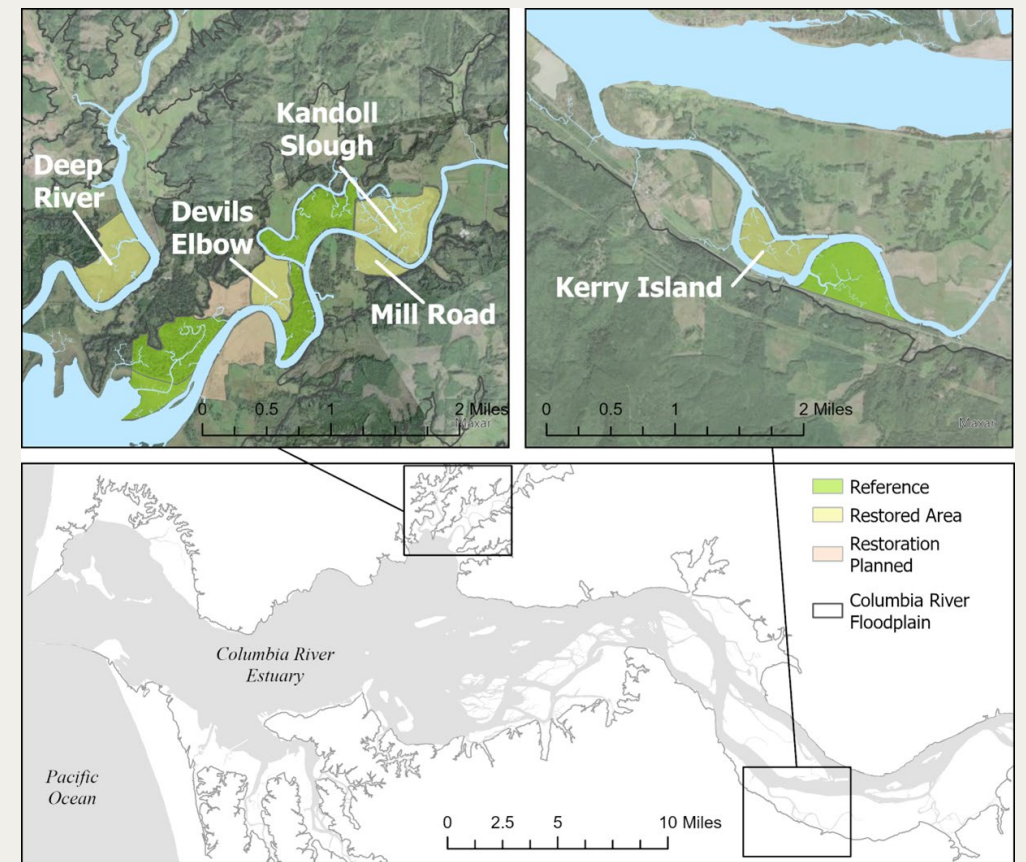 Kandoll
Slough
Deep
River
Devils
Elbow
Mill Road
0 0.5 1 2 Miles
Maxar
Kerry Island
0 0.5 1 2 Miles
Maxar
Reference
Restored Area
Restoration
Planned
Columbia River
Floodplain
Columbia River
Estuary
Pacific
Ocean
0 2.5 5 10 Miles